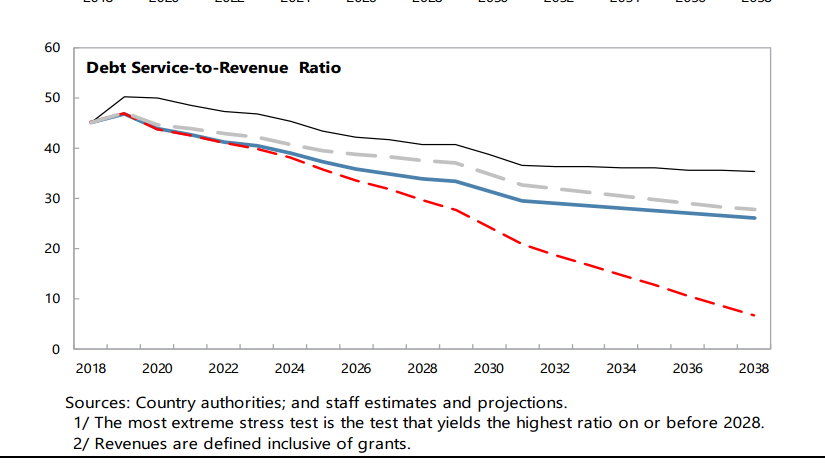 60
Debt Service-to-Revenue Ratio
50
40
30
20
10
0
2018 2020 2022 2024 2026 2028 2030 2032 2034 2036 2038
Sources: Country authorities; and staff estimates and projections.
1/ The most extreme stress test is the test that yields the highest ratio on or before 2028.
2/ Revenues are defined inclusive of grants.